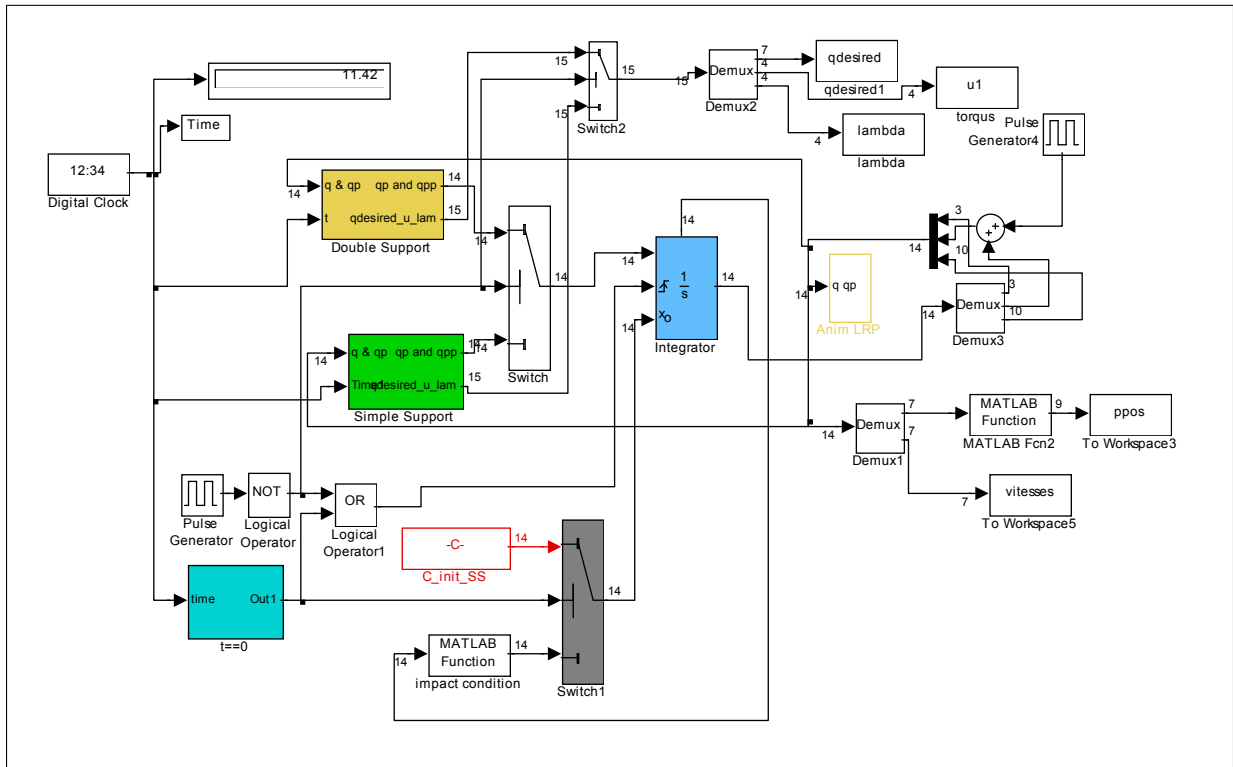 11.42
Time
12:34
Digital Clock
15
15
15
Switch2
15
15
Demux
Demux2
7
4
4
qdesired
qdesired1
u1
4
torqus
lambda
4
lambda
Pulse
Generator4
14
q & qp
qp and qpp
14
t
qdesired_u_lam
15
Double Support
14
14
14
Switch
14
q & qp
qp and qpp
14
Time
qdesired_u_lam
15
Simple Support
14
14
14
1
s
xo
14
14
Integrator
3
14
10
+
+
14
q qp
Anim LRP
14
Demux
3
10
Demux3
14
Demux
7
7
Demux1
MATLAB
Function
9
MATLAB Fcn2
ppos
To Workspace3
7
vitesses
To Workspace5
Pulse
Generator
NOT
Logical
Operator
OR
Logical
Operator1
-C-
14
C_init_SS
time
Out1
t==0
14
14
MATLAB
Function
14
impact condition
Switch1